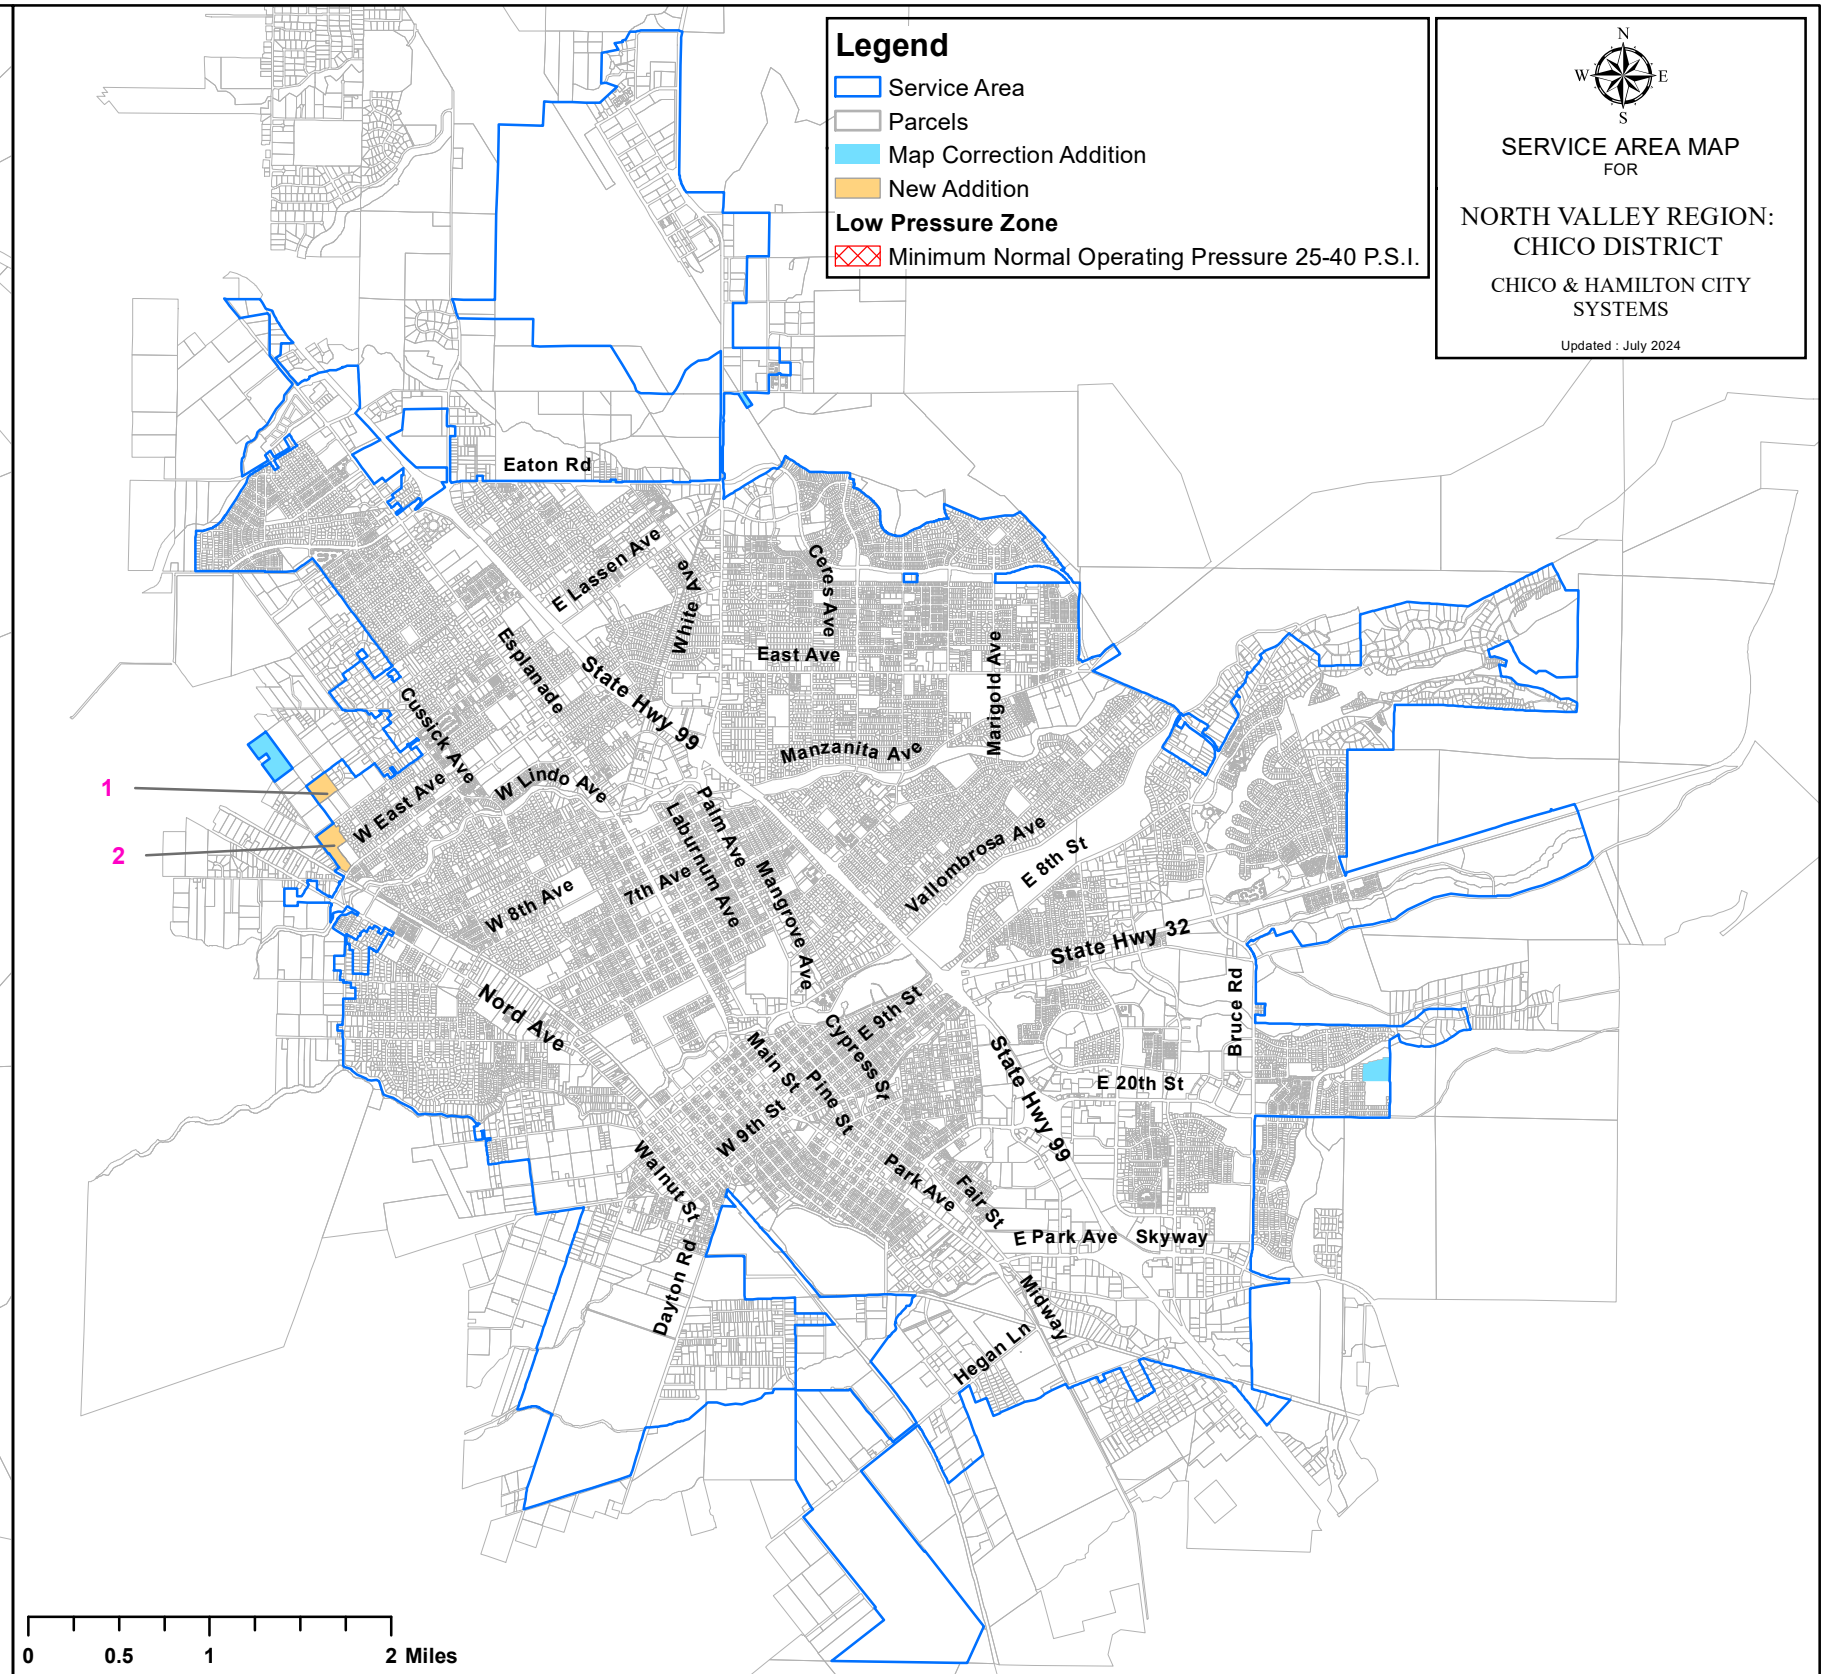 Legend
Service Area
Parcels
Map Correction Addition
New Addition
Low Pressure Zone
Minimum Normal Operating Pressure 25-40 P.S.I.
N
W E
S
SERVICE AREA MAP
FOR
NORTH VALLEY REGION:
CHICO DISTRICT
CHICO & HAMILTON CITY
SYSTEMS
Updated : July 2024
Eaton Rd
E Lassen Ave
White Ave
Ceres Ave
Esplanade
State Hwy 99
East Ave
Marigold Ave
Cussick Ave
Manzanita Ave
1
W East Ave
W Lindo Ave
2
Palm Ave
Laburnum Ave
Vallombrosa Ave
E 8th St
Mangrove Ave
7th Ave
W 8th Ave
State Hwy 32
Nord Ave
Bruce Rd
E 9th St
Cypress St
Main St
Pine St
State Hwy 99
E 20th St
W 9th St
Walnut St
Park Ave
Fair St
E Park Ave
Skyway
Dayton Rd
Midway
Hegan Ln
0 0.5 1 2 Miles